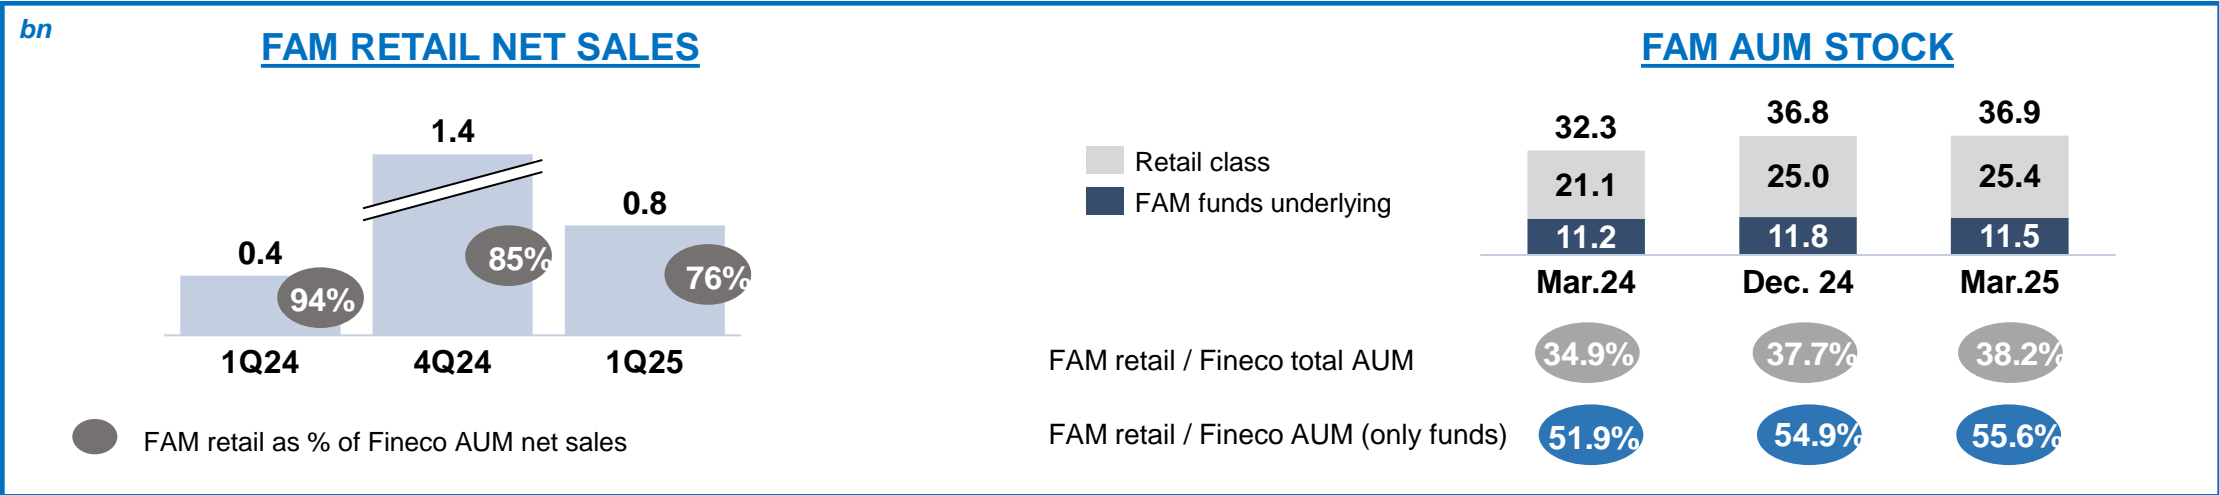 bn
FAM RETAIL NET SALES
1.4
0.8
0.4
85%
76%
94%
1Q24 4Q24 1Q25
FAM retail as % of Fineco AUM net sales
FAM AUM STOCK
Retail class
FAM funds underlying
32.3 36.8 36.9
21.1 25.0 25.4
11.2 11.8 11.5
Mar.24 Dec. 24 Mar.25
FAM retail / Fineco total AUM 34.9% 37.7% 38.2%
FAM retail / Fineco AUM (only funds) 51.9% 54.9% 55.6%